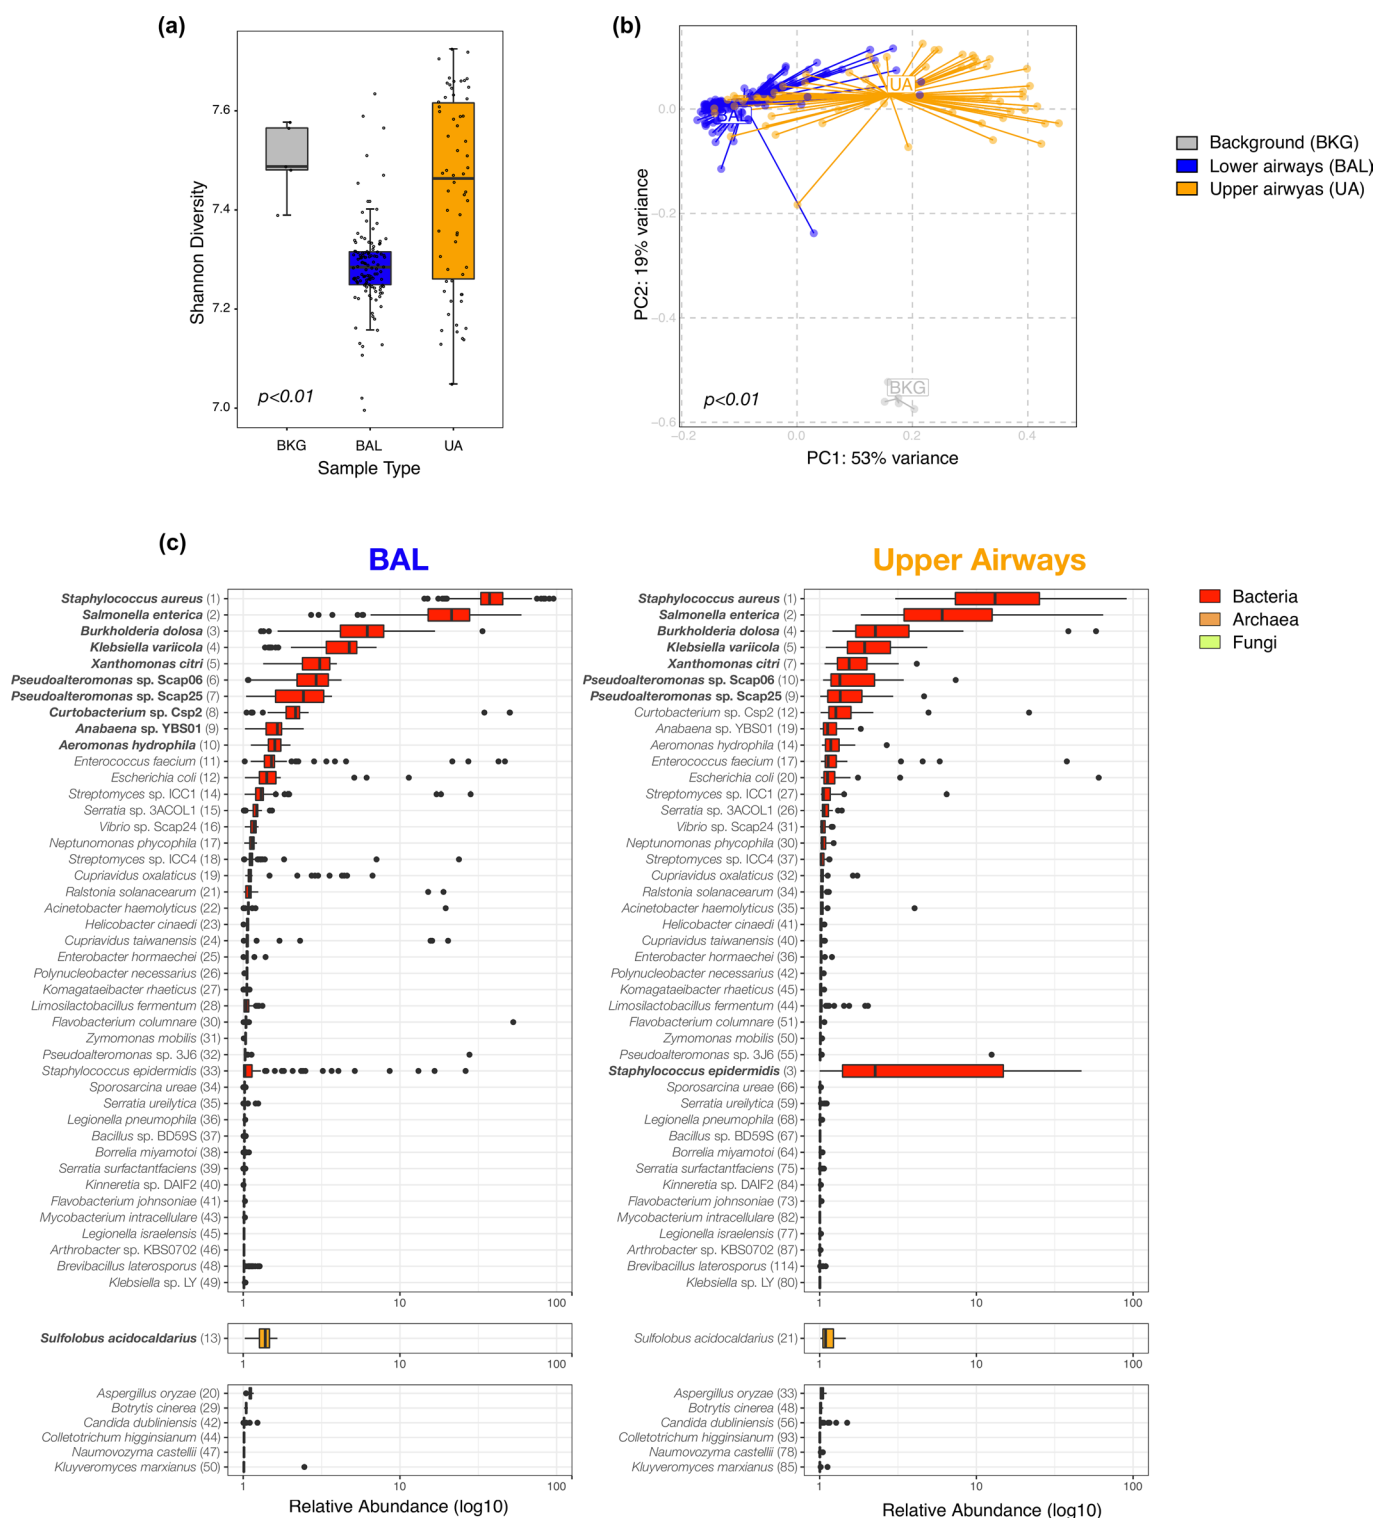 (a)
Shannon Diversity
7.6
7.4
7.2
7.0
p<0.01
BKG
BAL
UA
Sample Type
(b)
PC2: 19% variance
0.0
−0.2
−0.4
−0.6
UA
BAL
BKG
p<0.01
−0.2
0.0
0.2
0.4
PC1: 53% variance
Background (BKG)
Lower airways (BAL)
Upper airwyas (UA)
(c)
BAL
Staphylococcus aureus (1)
Salmonella enterica (2)
Burkholderia dolosa (3)
Klebsiella variicola (4)
Xanthomonas citri (5)
Pseudoalteromonas sp. Scap06 (6)
Pseudoalteromonas sp. Scap25 (7)
Curtobacterium sp. Csp2 (8)
Anabaena sp. YBS01 (9)
Aeromonas hydrophila (10)
Enterococcus faecium (11)
Escherichia coli (12)
Streptomyces sp. ICC1 (14)
Serratia sp. 3ACOL1 (15)
Vibrio sp. Scap24 (16)
Neptunomonas phycophila (17)
Streptomyces sp. ICC4 (18)
Cupriavidus oxalaticus (19)
Ralstonia solanacearum (21)
Acinetobacter haemolyticus (22)
Helicobacter cinaedi (23)
Cupriavidus taiwanensis (24)
Enterobacter hormaechei (25)
Polynucleobacter necessarius (26)
Komagataeibacter rhaeticus (27)
Limosilactobacillus fermentum (28)
Flavobacterium columnare (30)
Zymomonas mobilis (31)
Pseudoalteromonas sp. 3J6 (32)
Staphylococcus epidermidis (33)
Sporosarcina ureae (34)
Serratia ureilytica (35)
Legionella pneumophila (36)
Bacillus sp. BD59S (37)
Borrelia miyamotoi (38)
Serratia surfactantfaciens (39)
Kinneretia sp. DAIF2 (40)
Flavobacterium johnsoniae (41)
Mycobacterium intracellulare (43)
Legionella israelensis (45)
Arthrobacter sp. KBS0702 (46)
Brevibacillus laterosporus (48)
Klebsiella sp. LY (49)
1
10
100
Sulfolobus acidocaldarius (13)
1
10
100
Aspergillus oryzae (20)
Botrytis cinerea (29)
Candida dubliniensis (42)
Colletotrichum higginsianum (44)
Naumovozyma castellii (47)
Kluyveromyces marxianus (50)
1
10
100
Relative Abundance (log10)
Upper Airways
Staphylococcus aureus (1)
Salmonella enterica (2)
Burkholderia dolosa (4)
Klebsiella variicola (5)
Xanthomonas citri (7)
Pseudoalteromonas sp. Scap06 (10)
Pseudoalteromonas sp. Scap25 (9)
Curtobacterium sp. Csp2 (12)
Anabaena sp. YBS01 (19)
Aeromonas hydrophila (14)
Enterococcus faecium (17)
Escherichia coli (20)
Streptomyces sp. ICC1 (27)
Serratia sp. 3ACOL1 (26)
Vibrio sp. Scap24 (31)
Neptunomonas phycophila (30)
Streptomyces sp. ICC4 (37)
Cupriavidus oxalaticus (32)
Ralstonia solanacearum (34)
Acinetobacter haemolyticus (35)
Helicobacter cinaedi (41)
Cupriavidus taiwanensis (40)
Enterobacter hormaechei (36)
Polynucleobacter necessarius (42)
Komagataeibacter rhaeticus (45)
Limosilactobacillus fermentum (44)
Flavobacterium columnare (51)
Zymomonas mobilis (50)
Pseudoalteromonas sp. 3J6 (55)
Staphylococcus epidermidis (3)
Sporosarcina ureae (66)
Serratia ureilytica (59)
Legionella pneumophila (68)
Bacillus sp. BD59S (67)
Borrelia miyamotoi (64)
Serratia surfactantfaciens (75)
Kinneretia sp. DAIF2 (84)
Flavobacterium johnsoniae (73)
Mycobacterium intracellulare (82)
Legionella israelensis (77)
Arthrobacter sp. KBS0702 (87)
Brevibacillus laterosporus (114)
Klebsiella sp. LY (80)
1
10
100
Sulfolobus acidocaldarius (21)
1
10
100
Aspergillus oryzae (33)
Botrytis cinerea (48)
Candida dubliniensis (56)
Colletotrichum higginsianum (93)
Naumovozyma castellii (78)
Kluyveromyces marxianus (85)
1
10
100
Relative Abundance (log10)
Bacteria
Archaea
Fungi